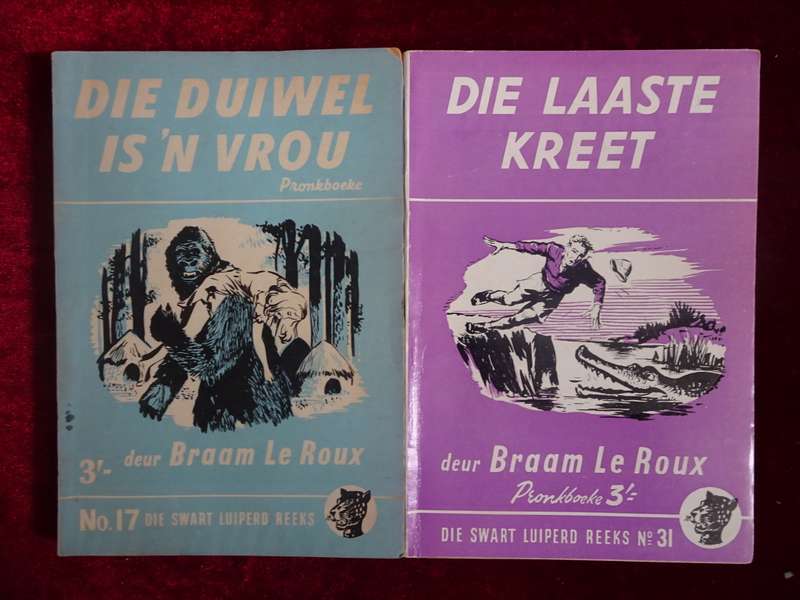 DIE DUIWEL
IS 'N VROU
Pronkboeke
3/-
deur Braam Le Roux
No. 17 DIE SWART LUIPERD REEKS
DIE LAASTE
KREET
deur Braam Le Roux
Pronkboeke 3/-
DIE SWART LUIPERD REEKS No 31